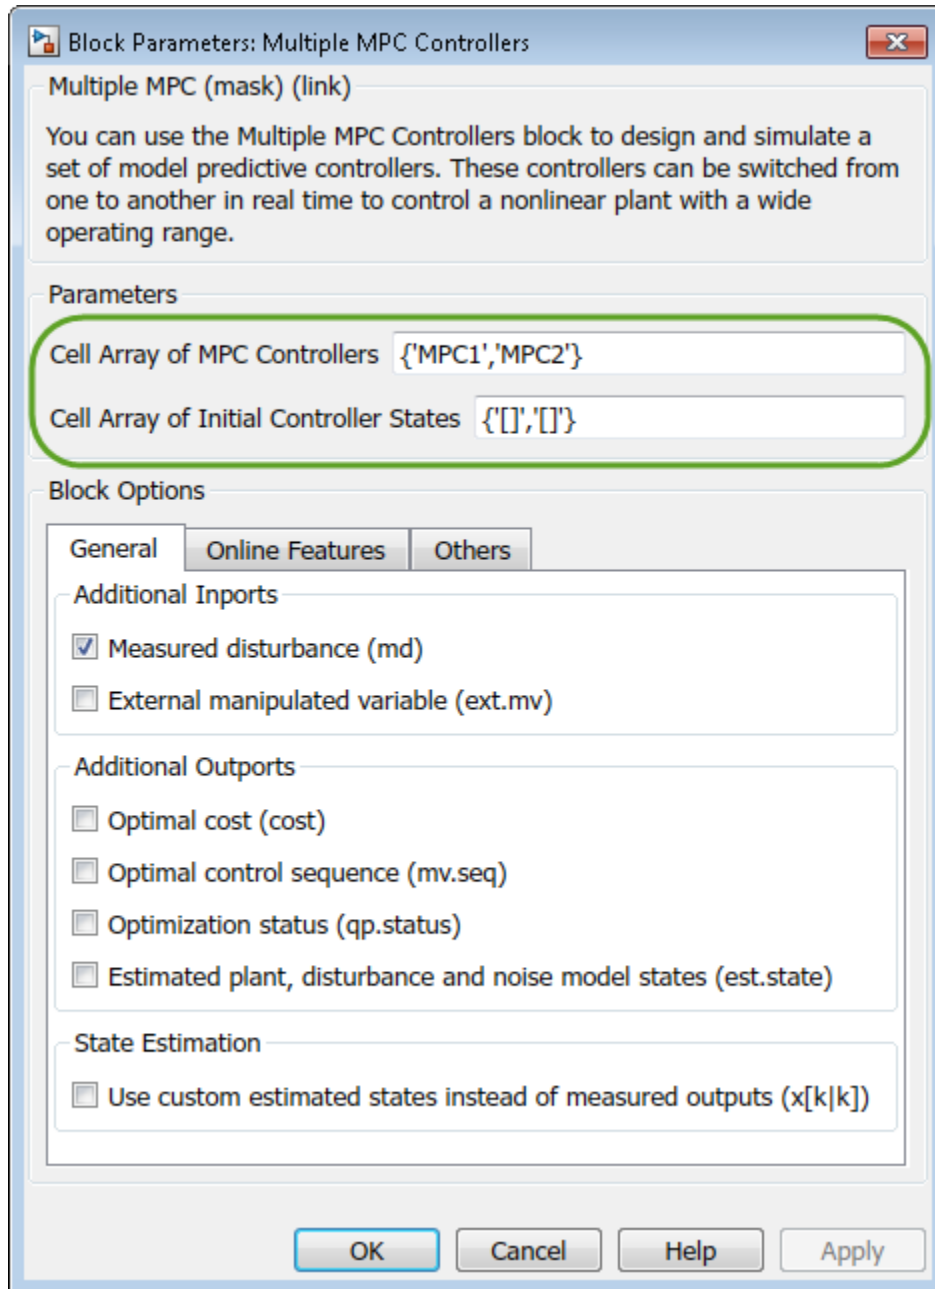 Block Parameters: Multiple MPC Controllers
Multiple MPC (mask) (link)
You can use the Multiple MPC Controllers block to design and simulate a
set of model predictive controllers. These controllers can be switched from
one to another in real time to control a nonlinear plant with a wide
operating range.
Parameters
Cell Array of MPC Controllers {'MPC1','MPC2'}
Cell Array of Initial Controller States {'[]','[]'}
Block Options
General Online Features Others
Additional Inports
Measured disturbance (md)
External manipulated variable (ext.mv)
Additional Outports
Optimal cost (cost)
Optimal control sequence (mv.seq)
Optimization status (qp.status)
Estimated plant, disturbance and noise model states (est.state)
State Estimation
Use custom estimated states instead of measured outputs (x[k|k])
OK Cancel Help Apply